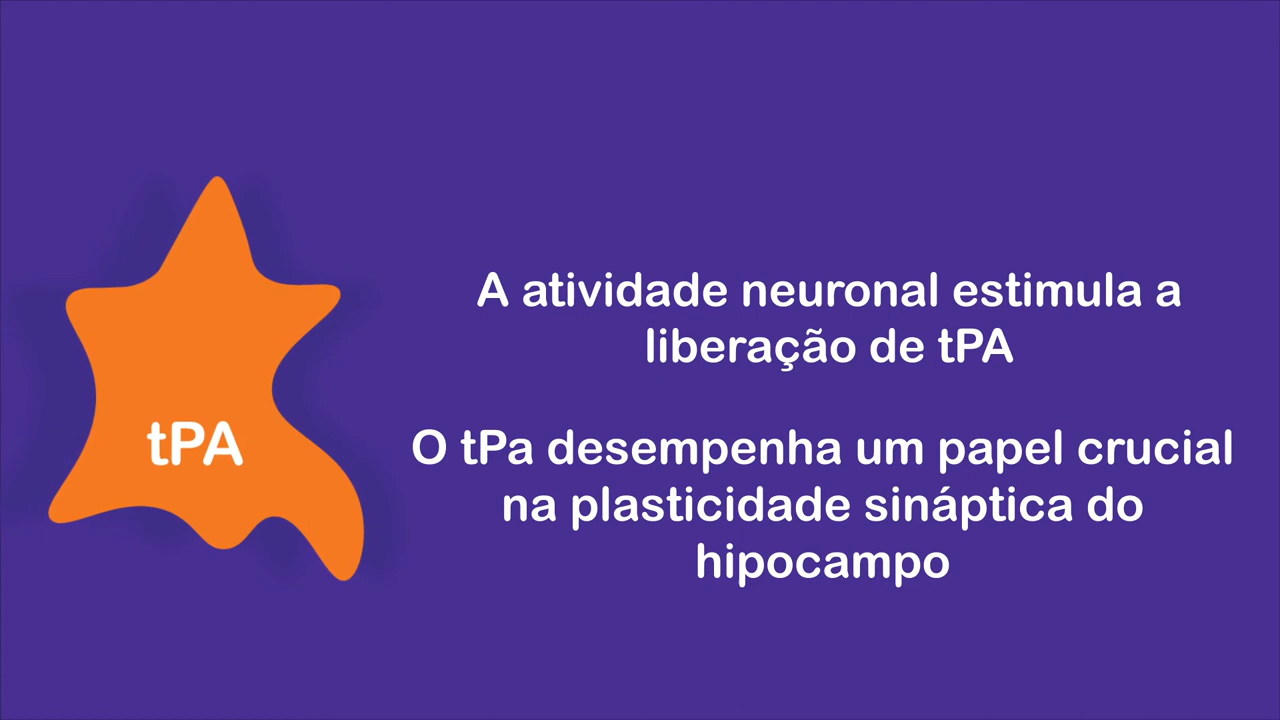 tPA
A atividade neuronal estimula a
liberação de tPA
O tPa desempenha um papel crucial
na plasticidade sináptica do
hipocampo